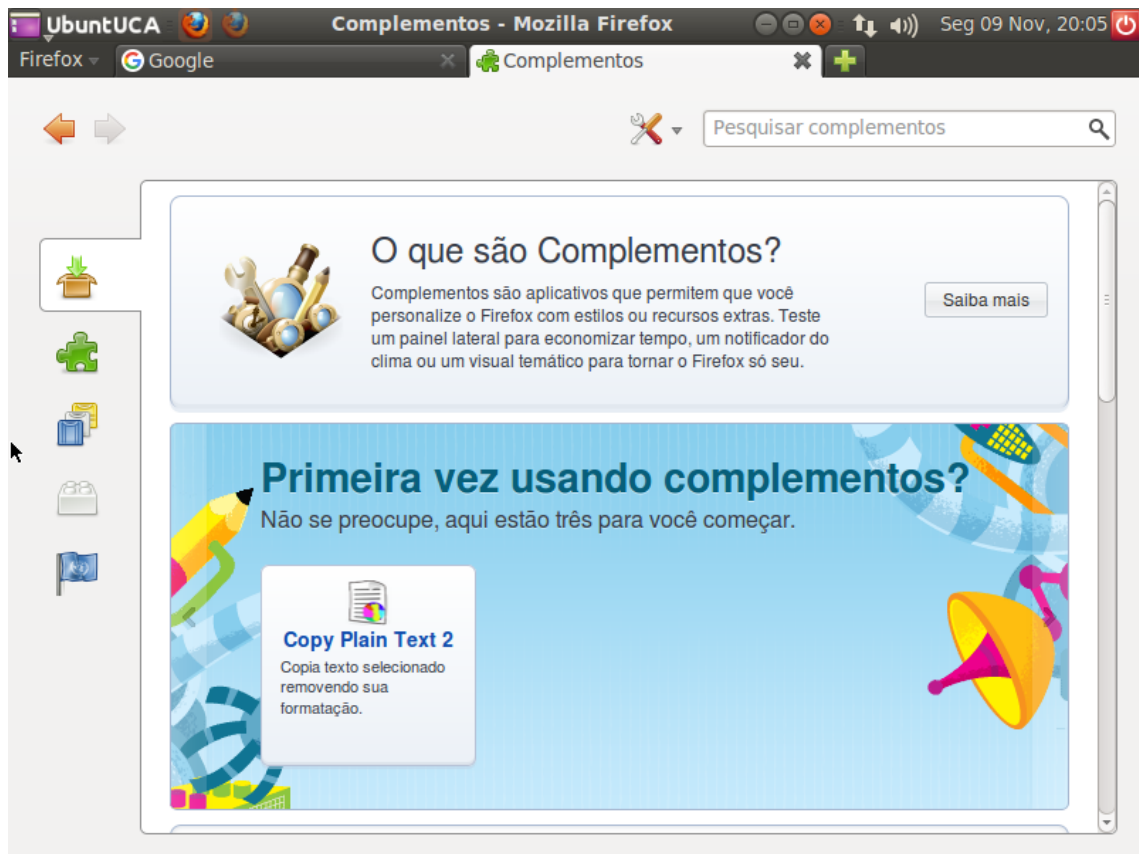 UbuntUCA
Complementos - Mozilla Firefox
Seg 09 Nov, 20:05
Firefox
Google
Complementos
Pesquisar complementos
O que são Complementos?
Complementos são aplicativos que permitem que você
personalize o Firefox com estilos ou recursos extras. Teste
um painel lateral para economizar tempo, um notificador do
clima ou um visual temático para tornar o Firefox só seu.
Saiba mais
Primeira vez usando complementos?
Não se preocupe, aqui estão três para você começar.
Copy Plain Text 2
Copia texto selecionado
removendo sua
formatação.